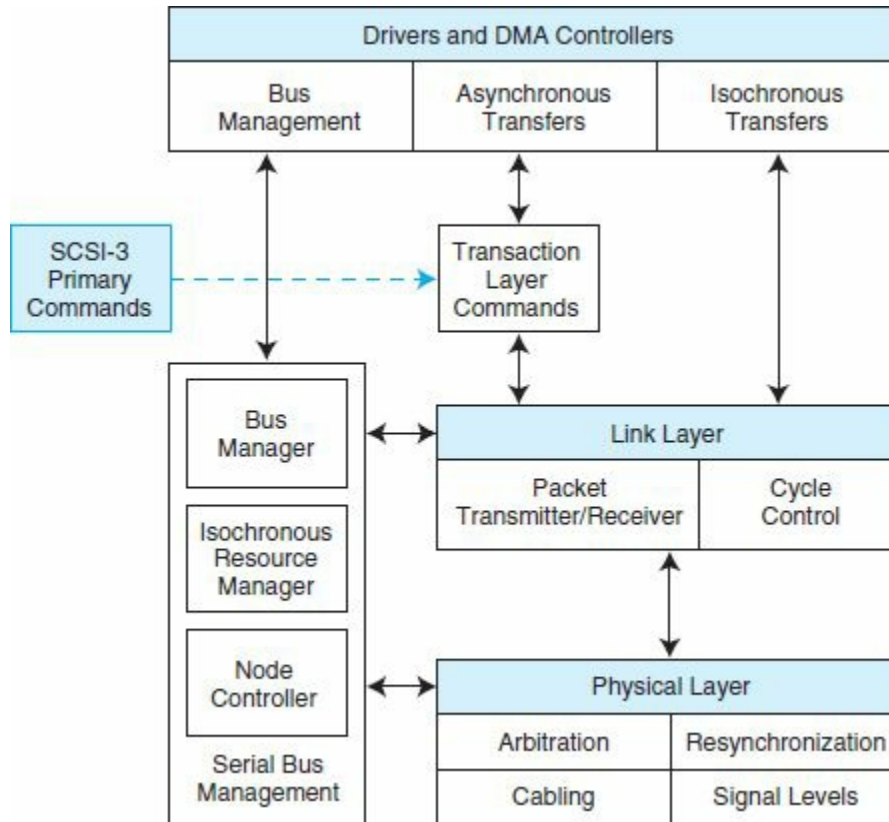 Drivers and DMA Controllers
Bus
Management
Asynchronous
Transfers
Isochronous
Transfers
SCSI-3
Primary
Commands
Transaction
Layer
Commands
Bus
Manager
Link Layer
Packet
Transmitter/Receiver
Cycle
Control
Isochronous
Resource
Manager
Node
Controller
Serial Bus
Management
Physical Layer
Arbitration
Resynchronization
Cabling
Signal Levels